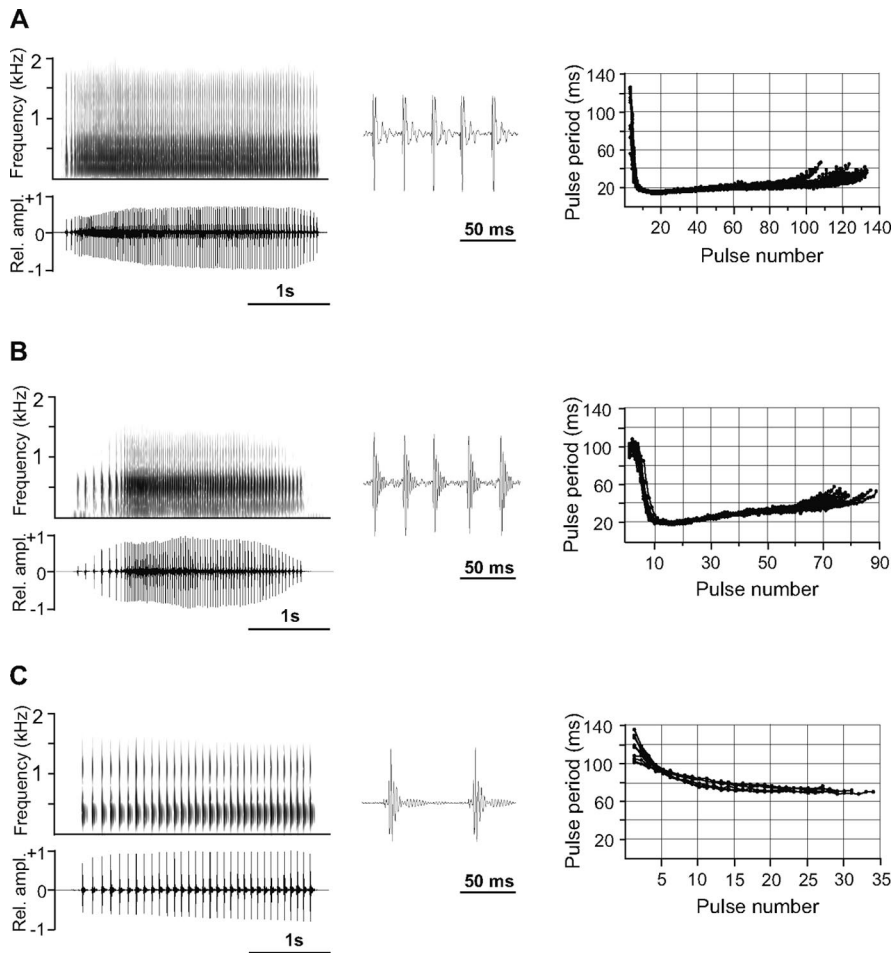 A
Frequency (kHz)
2
1
Rel. ampl.
+1
0
-1
1s
50 ms
Pulse period (ms)
140
100
60
20
20 40 60 80 100 120 140
Pulse number
B
Frequency (kHz)
2
1
Rel. ampl.
+1
0
-1
1s
50 ms
Pulse period (ms)
140
100
60
20
10 30 50 70 90
Pulse number
C
Frequency (kHz)
2
1
Rel. ampl.
+1
0
-1
1s
50 ms
Pulse period (ms)
140
100
60
20
5 10 15 20 25 30 35
Pulse number